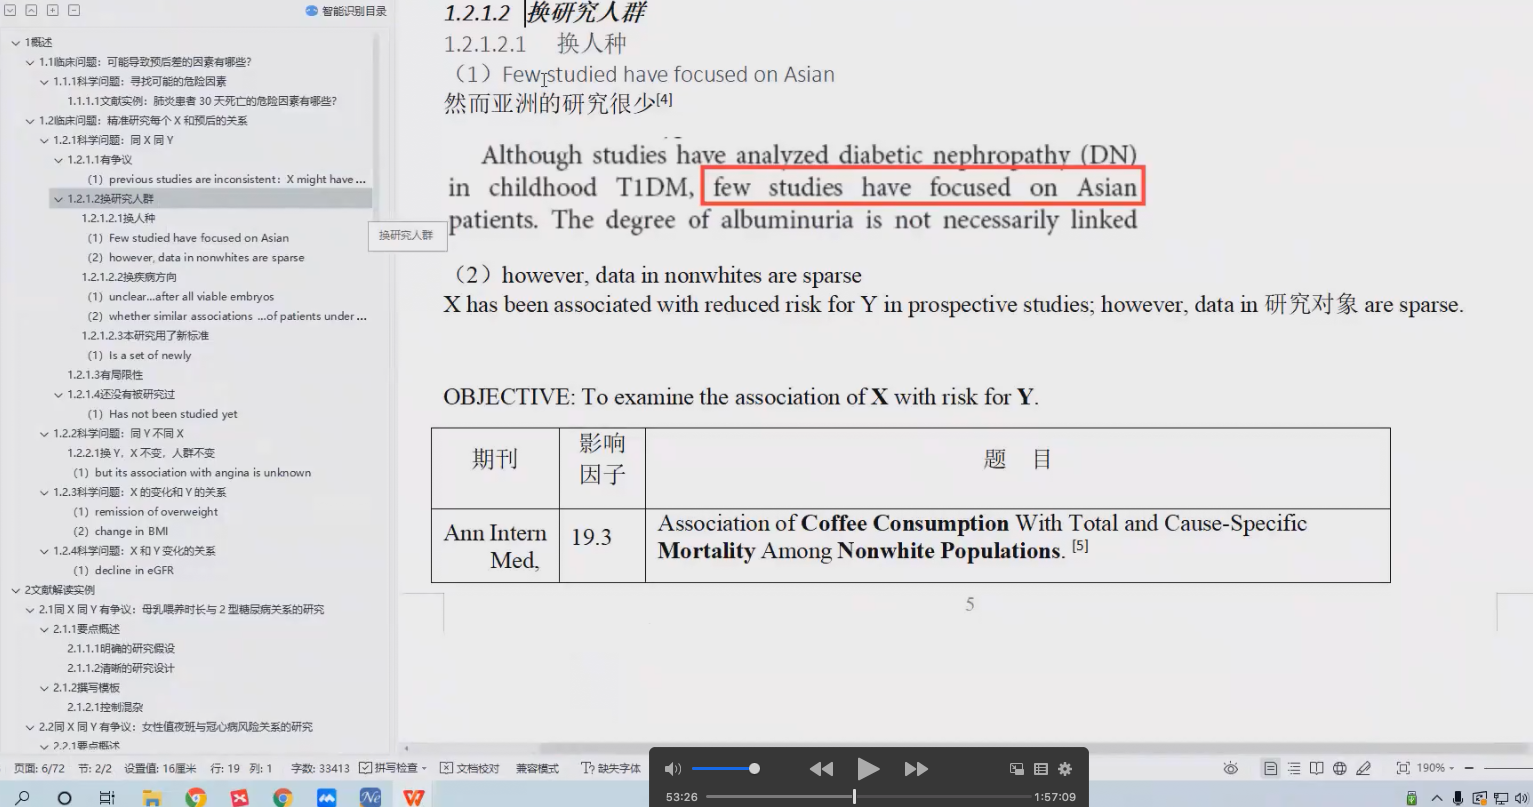 智能识别目录
1概述
1.1临床问题：可能导致预后差的因素有哪些?
1.1.1科学问题：寻找可能的危险因素
1.1.1.1文献实例：肺炎患者 30 天死亡的危险因素有哪些?
1.2临床问题：精准研究每个 X 和预后的关系
1.2.1科学问题：同 X 同 Y
1.2.1.1有争议
（1）previous studies are inconsistent：X might have ...
1.2.1.2换研究人群
1.2.1.2.1换人种
（1）Few studied have focused on Asian
（2）however, data in nonwhites are sparse
1.2.1.2.2换疾病方向
（1）unclear...after all viable embryos
（2）whether similar associations ...of patients under ...
1.2.1.2.3本研究用了新标准
（1）Is a set of newly
1.2.1.3有局限性
1.2.1.4还没有被研究过
（1）Has not been studied yet
1.2.2科学问题：同 Y 不同 X
1.2.2.1换 Y，X 不变，人群不变
（1）but its association with angina is unknown
1.2.3科学问题：X 的变化和 Y 的关系
（1）remission of overweight
（2）change in BMI
1.2.4科学问题：X 和 Y 变化的关系
（1）decline in eGFR
2文献解读实例
2.1同 X 同 Y 有争议：母乳喂养时长与 2 型糖尿病关系的研究
2.1.1要点概述
2.1.1.1明确的研究假设
2.1.1.2清晰的研究设计
2.1.2撰写模板
2.1.2.1控制混杂
2.2同 X 同 Y 有争议：女性值夜班与冠心病风险关系的研究
2.2.1要点概述
换研究人群
1.2.1.2 换研究人群
1.2.1.2.1 换人种
（1）Few studied have focused on Asian
然而亚洲的研究很少[4]
Although studies have analyzed diabetic nephropathy (DN)
in childhood T1DM, few studies have focused on Asian
patients. The degree of albuminuria is not necessarily linked
（2）however, data in nonwhites are sparse
X has been associated with reduced risk for Y in prospective studies; however, data in 研究对象 are sparse.
OBJECTIVE: To examine the association of X with risk for Y.
期刊 影响因子 题 目
Ann Intern Med, 19.3 Association of Coffee Consumption With Total and Cause-Specific
Mortality Among Nonwhite Populations. [5]
5
页面: 6/72 节: 2/2 设置值: 16厘米 行: 19 列: 1 字数: 33413 拼写检查 文档校对 兼容模式 缺失字体 190%
53:26 1:57:09